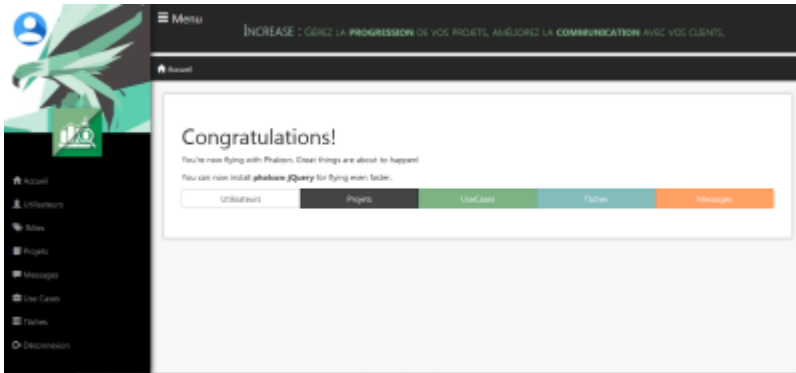 Menu
INCREASE : GÉREZ LA PROGRESSION DE VOS PROJETS, AMÉLIOREZ LA COMMUNICATION AVEC VOS CLIENTS.
Accueil
Congratulations!
You're now flying with Phalcon. Great things are about to happen!
You can now install phalcon-jQuery for flying even faster.
Utilisateurs Projets UseCases Tâches Messages
Accueil
Utilisateurs
Rôles
Projets
Messages
Use Cases
Tâches
Déconnexion